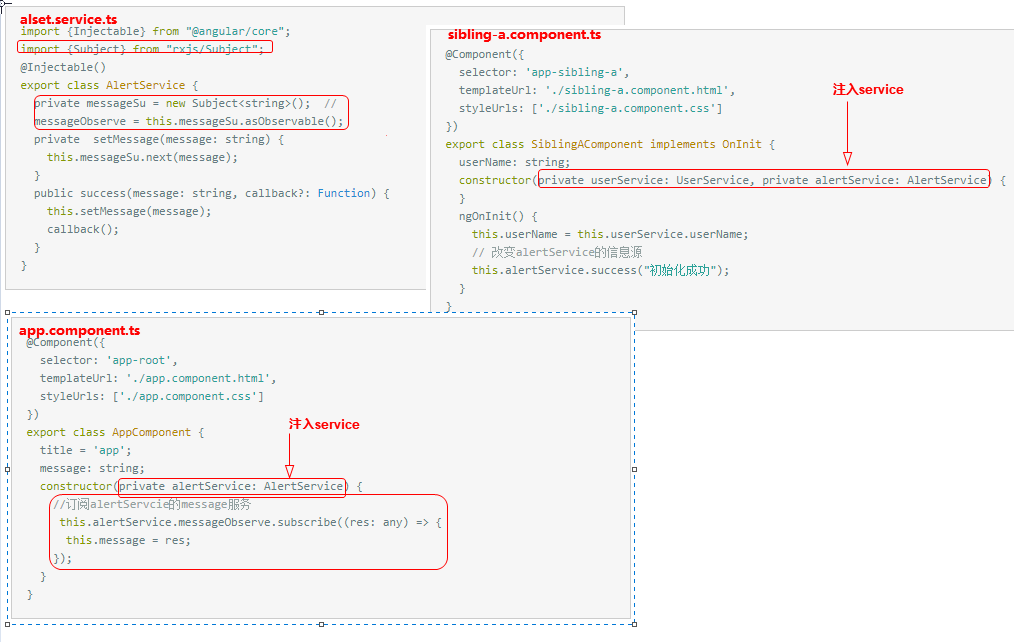 alset.service.ts
import {Injectable} from "@angular/core";
import {Subject} from "rxjs/Subject";
@Injectable()
export class AlertService {
private messageSu = new Subject<string>();  //
messageObserve = this.messageSu.asObservable();
private  setMessage(message: string) {
this.messageSu.next(message);
}
public success(message: string, callback?: Function) {
this.setMessage(message);
callback();
}
}
sibling-a.component.ts
@Component({
selector: 'app-sibling-a',
templateUrl: './sibling-a.component.html',
styleUrls: ['./sibling-a.component.css']
})
注入service
export class SiblingAComponent implements OnInit {
userName: string;
constructor(private userService: UserService, private alertService: AlertService) {
}
ngOnInit() {
this.userName = this.userService.userName;
// 改变alertService的信息源
this.alertService.success("初始化成功");
}
}
app.component.ts
@Component({
selector: 'app-root',
templateUrl: './app.component.html',
styleUrls: ['./app.component.css']
})
注入service
export class AppComponent {
title = 'app';
message: string;
constructor(private alertService: AlertService) {
//订阅alertServcie的message服务
this.alertService.messageObserve.subscribe((res: any) => {
this.message = res;
});
}
}